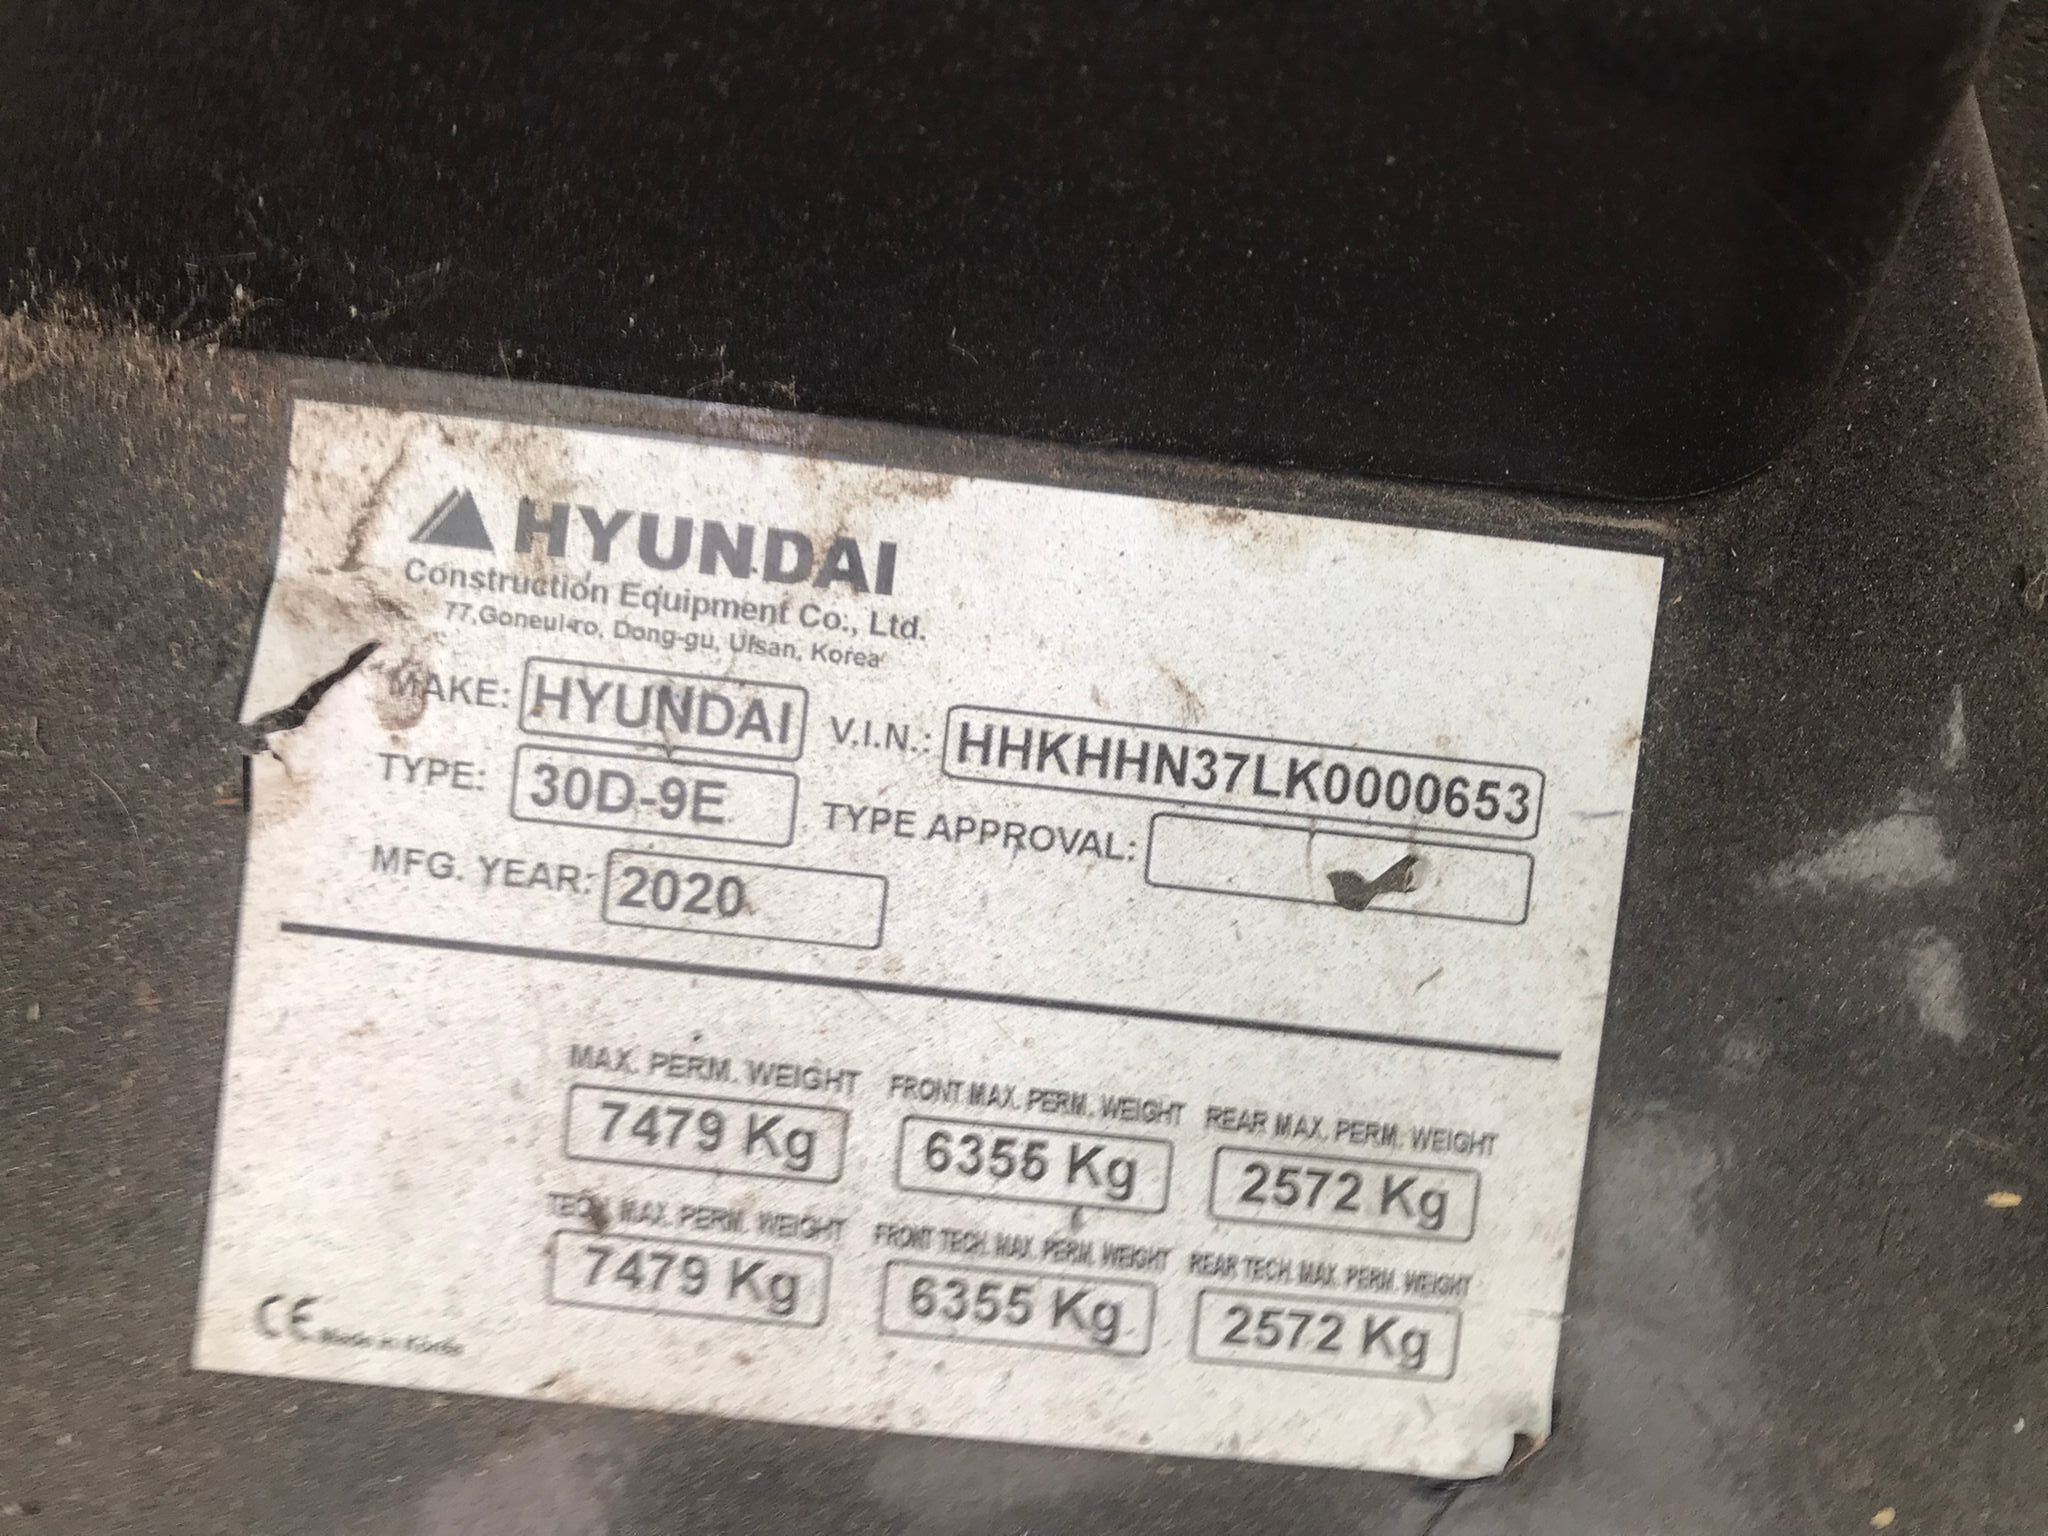 HYUNDAI
Construction Equipment Co., Ltd.
77, Goneul-ro, Dong-gu, Ulsan, Korea
MAKE: HYUNDAI V.I.N.: HHKHHN37LK0000653
TYPE: 30D-9E TYPE APPROVAL:
MFG. YEAR: 2020
MAX. PERM. WEIGHT FRONT MAX. PERM. WEIGHT REAR MAX. PERM. WEIGHT
7479 Kg 6355 Kg 2572 Kg
TECH. MAX. PERM. WEIGHT FRONT TECH. MAX. PERM. WEIGHT REAR TECH. MAX. PERM. WEIGHT
7479 Kg 6355 Kg 2572 Kg
CE Made in Korea